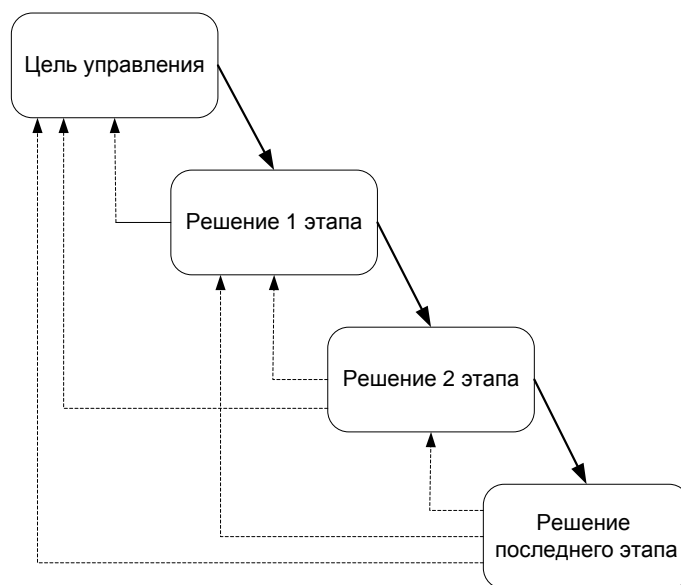 Цель управления
Решение 1 этапа
Решение 2 этапа
Решение
последнего этапа